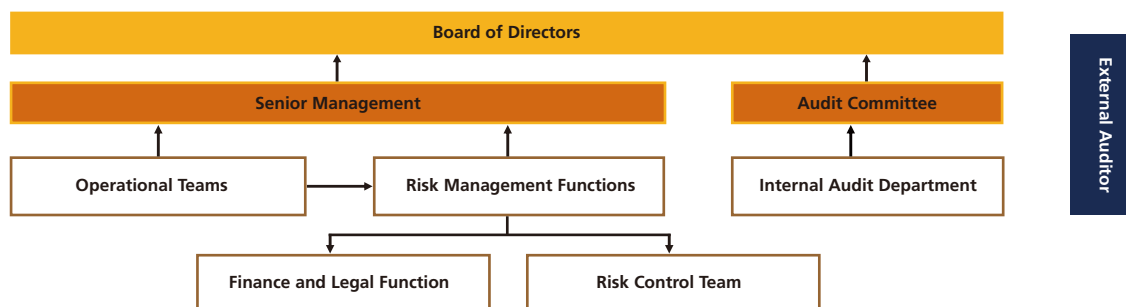 Board of Directors
Senior Management
Audit Committee
External Auditor
Operational Teams
Risk Management Functions
Internal Audit Department
Finance and Legal Function
Risk Control Team